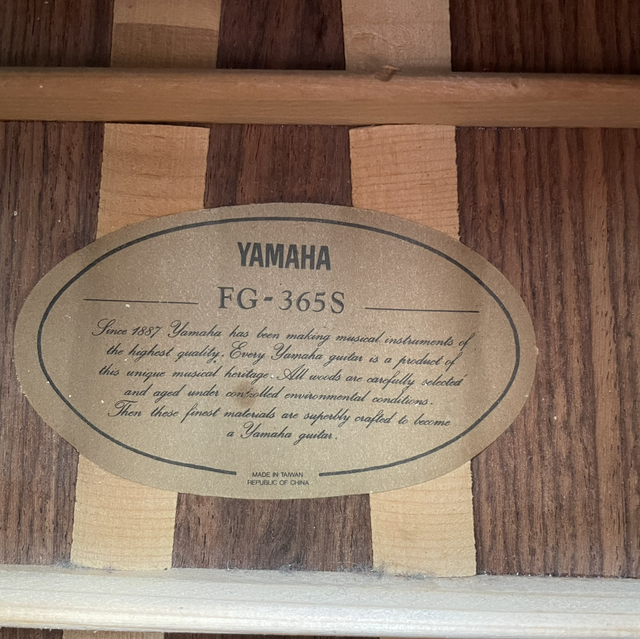 YAMAHA
FG-365S
Since 1887 Yamaha has been making musical instruments of
the highest quality. Every Yamaha guitar is a product of
this unique musical heritage. All woods are carefully selected
and aged under controlled environmental conditions.
Then these finest materials are superbly crafted to become
a Yamaha guitar.
MADE IN TAIWAN
REPUBLIC OF CHINA